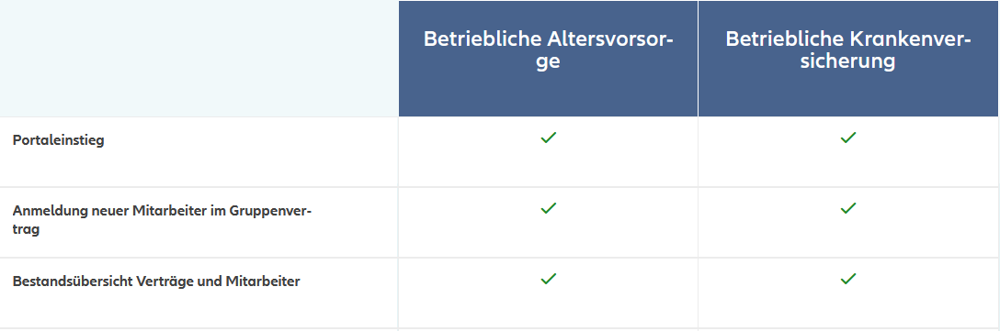 Betriebliche Altersvorsor-
ge
Betriebliche Krankenver-
sicherung
Portaleinstieg
Anmeldung neuer Mitarbeiter im Gruppenver-
trag
Bestandsübersicht Verträge und Mitarbeiter